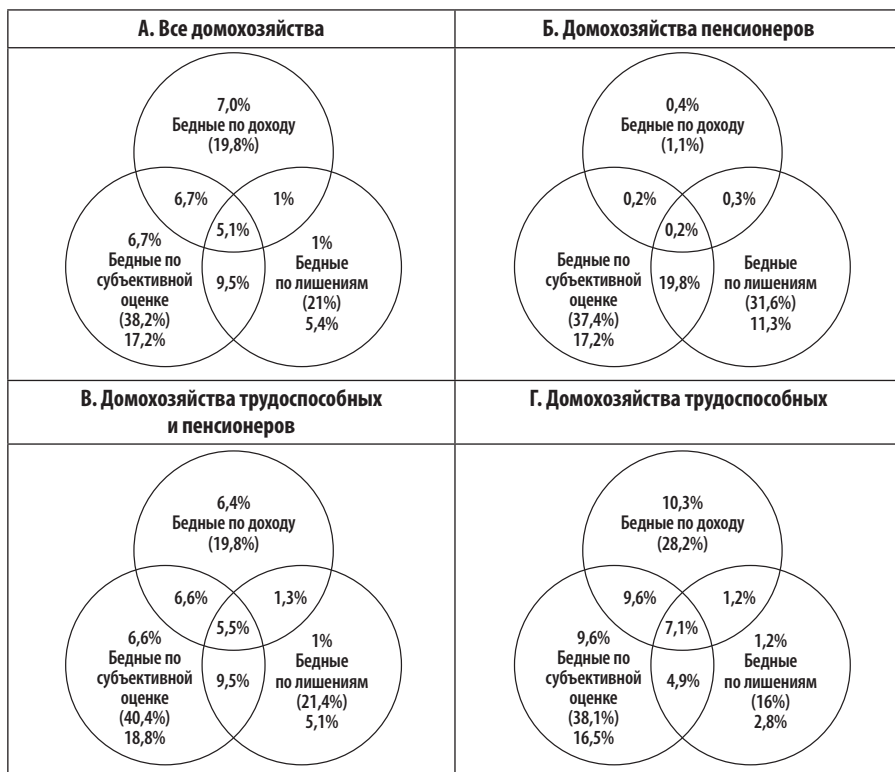 А. Все домохозяйства
7,0%
Бедные по доходу
(19,8%)
6,7%
1%
5,1%
6,7%
Бедные по
субъективной
оценке
(38,2%)
17,2%
9,5%
1%
Бедные
по лишениям
(21%)
5,4%
Б. Домохозяйства пенсионеров
0,4%
Бедные по доходу
(1,1%)
0,2%
0,3%
0,2%
Бедные по
субъективной
оценке
(37,4%)
17,2%
19,8%
Бедные
по лишениям
(31,6%)
11,3%
В. Домохозяйства трудоспособных
и пенсионеров
6,4%
Бедные по доходу
(19,8%)
6,6%
1,3%
5,5%
6,6%
Бедные по
субъективной
оценке
(40,4%)
18,8%
9,5%
1%
Бедные
по лишениям
(21,4%)
5,1%
Г. Домохозяйства трудоспособных
10,3%
Бедные по доходу
(28,2%)
9,6%
1,2%
7,1%
9,6%
Бедные по
субъективной
оценке
(38,1%)
16,5%
4,9%
1,2%
Бедные
по лишениям
(16%)
2,8%